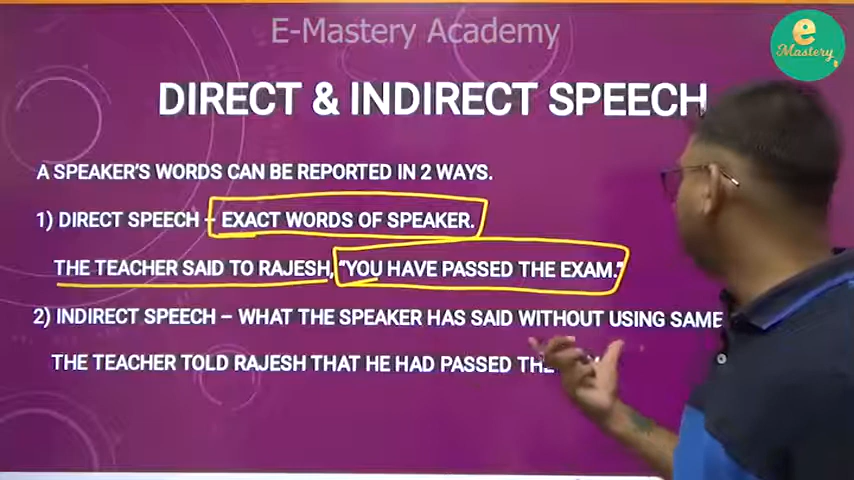 E-Mastery Academy
e
Mastery
DIRECT & INDIRECT SPEECH
A SPEAKER'S WORDS CAN BE REPORTED IN 2 WAYS.
1) DIRECT SPEECH – EXACT WORDS OF SPEAKER.
THE TEACHER SAID TO RAJESH, "YOU HAVE PASSED THE EXAM."
2) INDIRECT SPEECH – WHAT THE SPEAKER HAS SAID WITHOUT USING SAME
THE TEACHER TOLD RAJESH THAT HE HAD PASSED THE